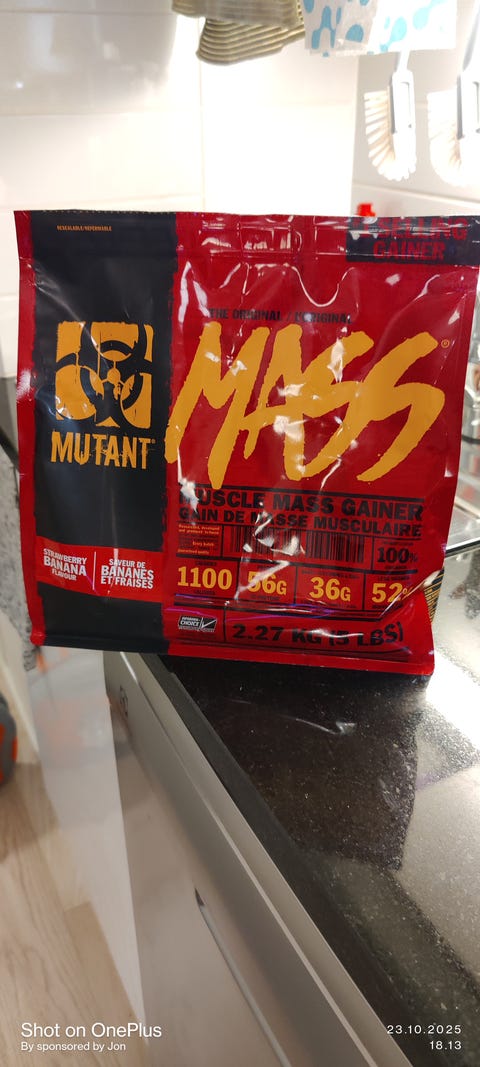 RESEALABLE/REFERMABLE
GAINER
THE ORIGINAL / L'ORIGINAL
MASS®
MUTANT
MUSCLE MASS GAINER
GAIN DE MASSE MUSCULAIRE
100%
STRAWBERRY
BANANA
FLAVOUR
SAVEUR DE
BANANES
ET FRAISES
1100
56G
36G
52G
CHOICE
2.27 KG (5 LBS)
Shot on OnePlus
By sponsored by Jon
23.10.2025
18.13